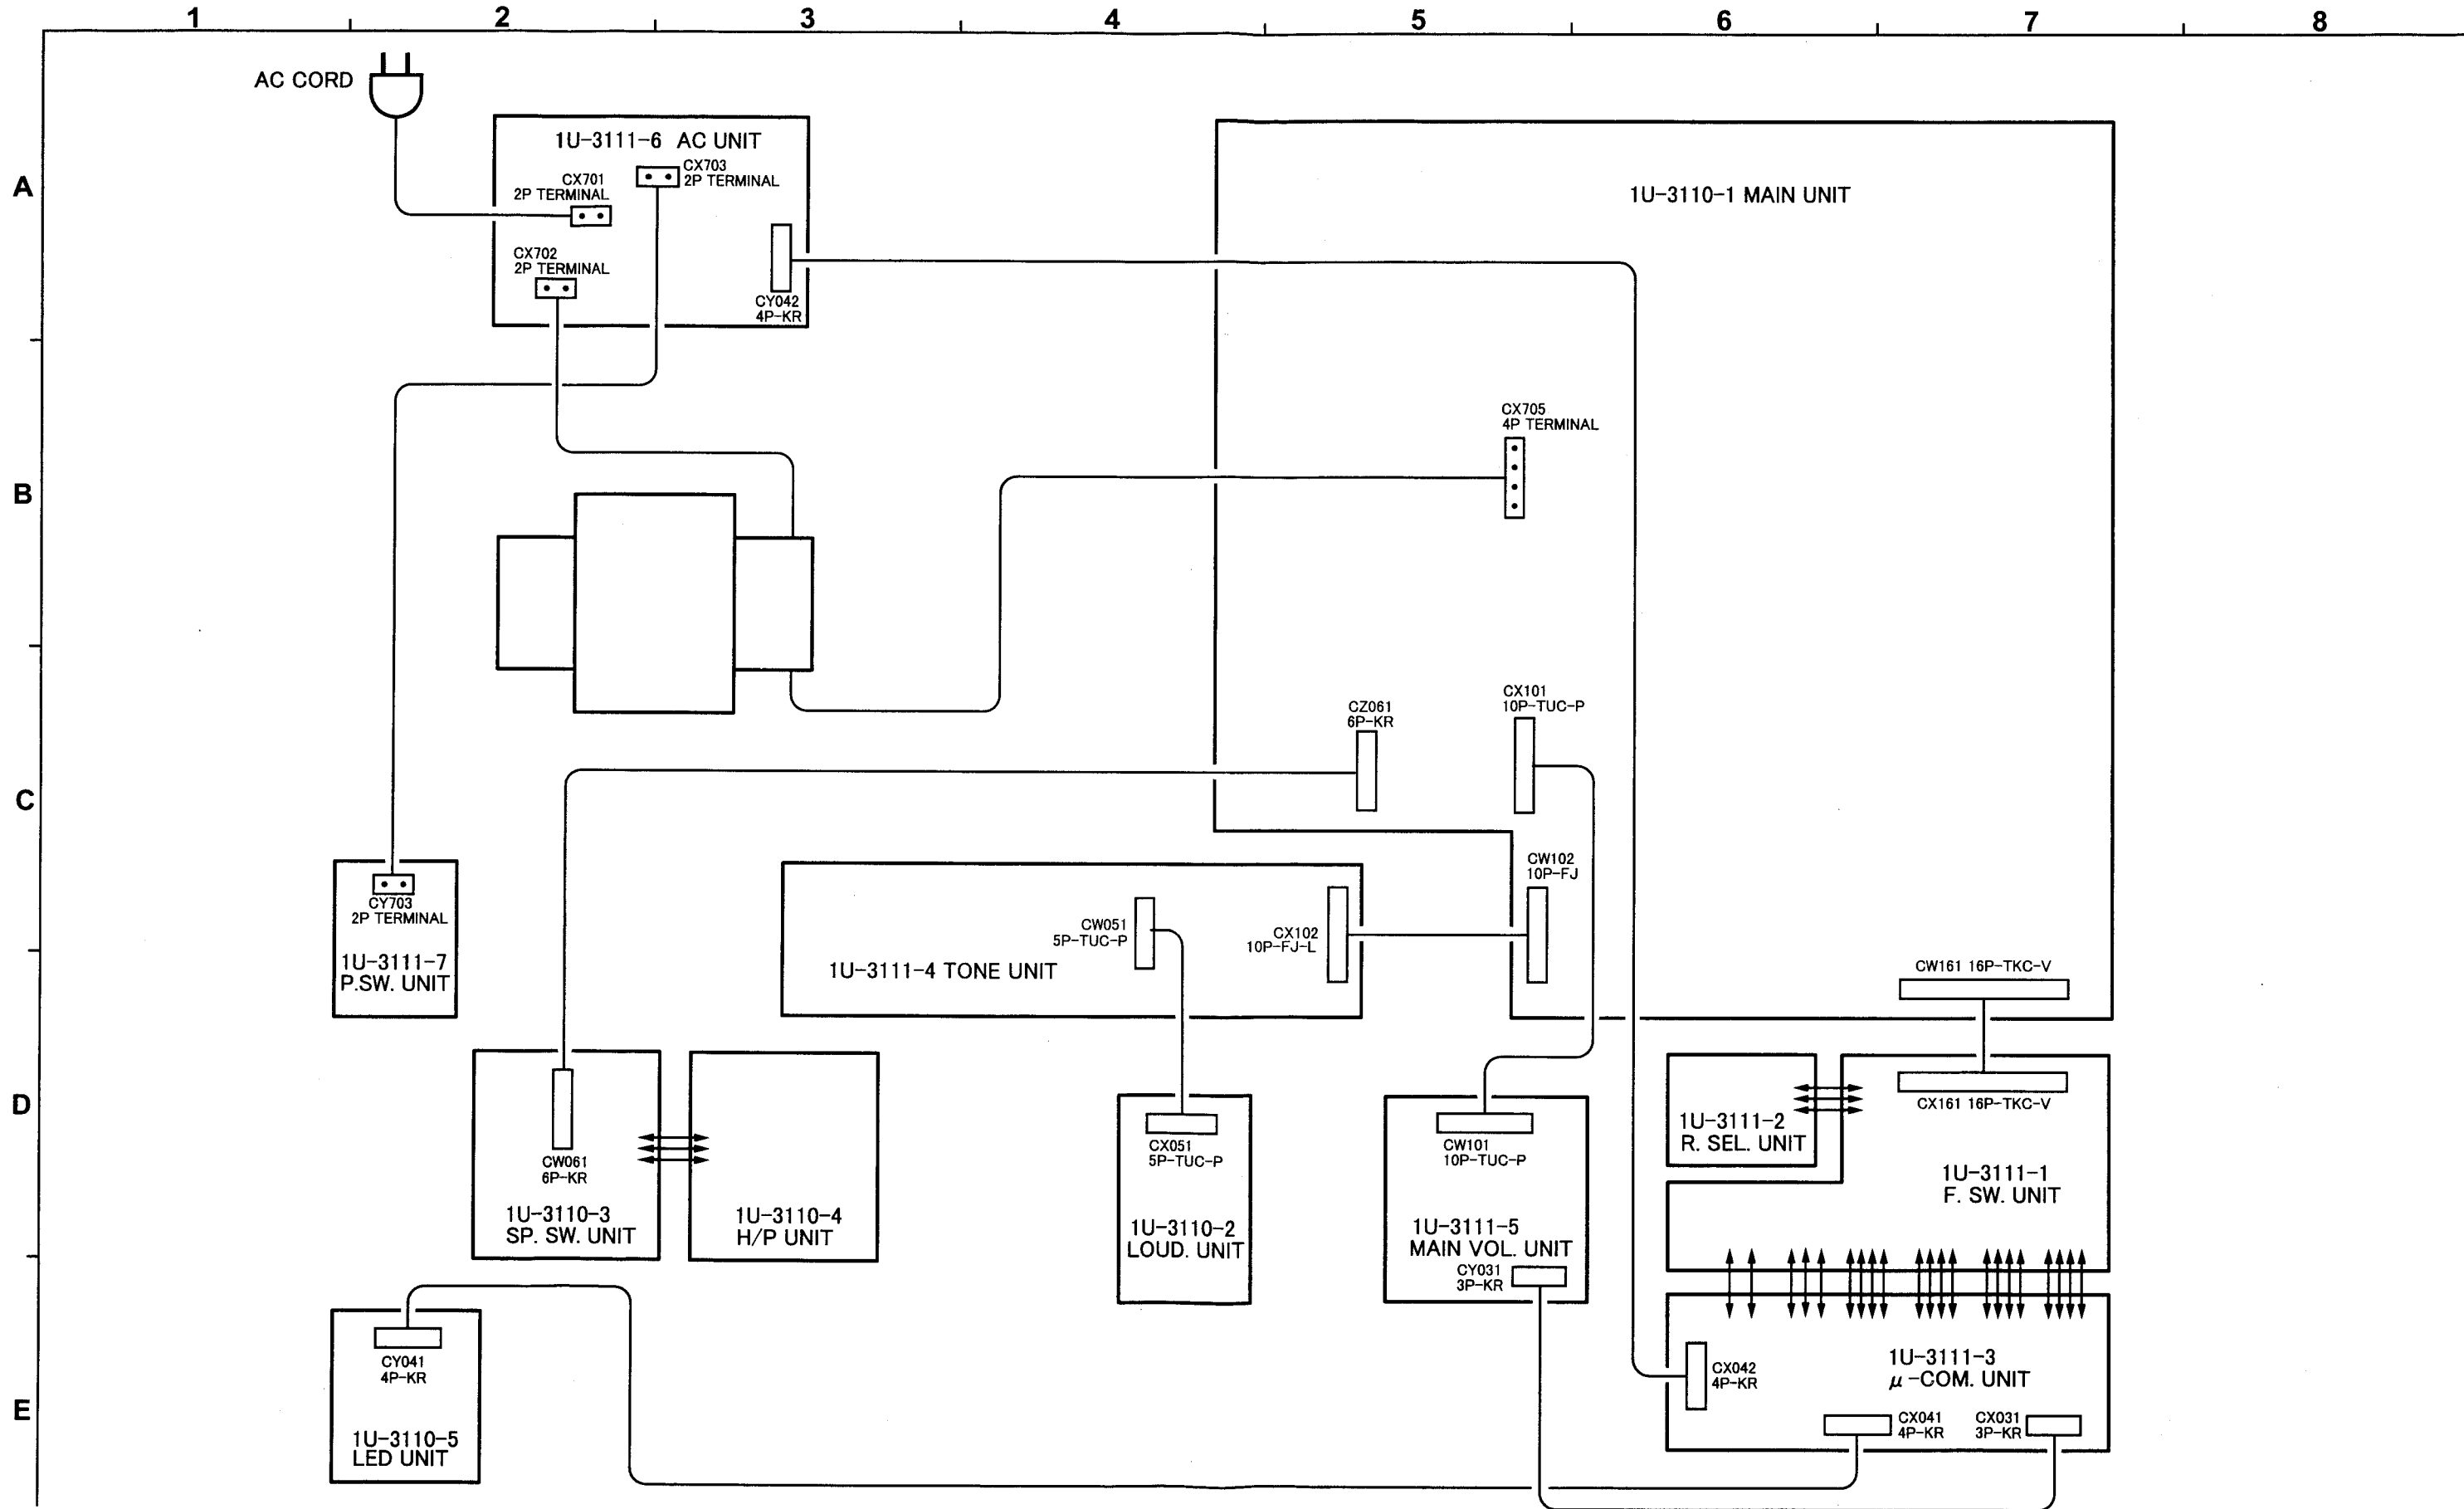 1 2 3 4 5 6 7 8
A
B
C
D
E
AC CORD
1U-3111-6 AC UNIT
CX703
2P TERMINAL
CX701
2P TERMINAL
CX702
2P TERMINAL
CY042
4P-KR
1U-3110-1 MAIN UNIT
CX705
4P TERMINAL
CZ061
6P-KR
CX101
10P-TUC-P
CW102
10P-FJ
CY703
2P TERMINAL
1U-3111-7
P.SW. UNIT
CW051
5P-TUC-P
CX102
10P-FJ-L
1U-3111-4 TONE UNIT
CW161 16P-TKC-V
CX161 16P-TKC-V
1U-3111-2
R. SEL. UNIT
1U-3111-1
F. SW. UNIT
CW061
6P-KR
1U-3110-3
SP. SW. UNIT
1U-3110-4
H/P UNIT
CX051
5P-TUC-P
1U-3110-2
LOUD. UNIT
CW101
10P-TUC-P
1U-3111-5
MAIN VOL. UNIT
CY031
3P-KR
CY041
4P-KR
1U-3110-5
LED UNIT
CX042
4P-KR
1U-3111-3
μ-COM. UNIT
CX041
4P-KR
CX031
3P-KR